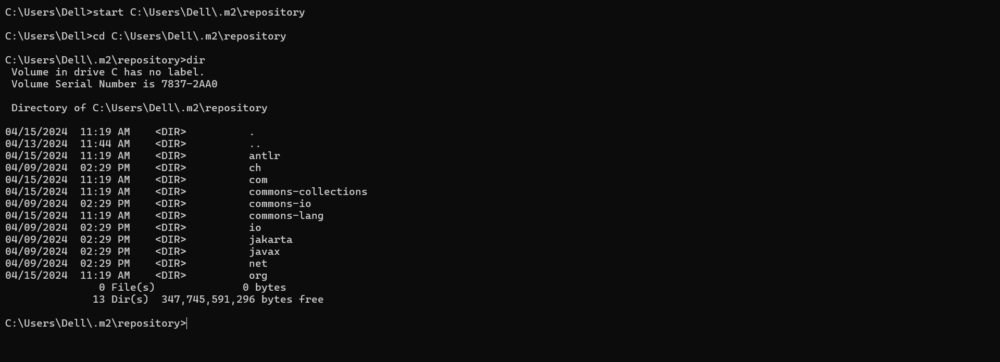 C:\Users\Dell>start C:\Users\Dell\.m2\repository
C:\Users\Dell>cd C:\Users\Dell\.m2\repository
C:\Users\Dell\.m2\repository>dir
 Volume in drive C has no label.
 Volume Serial Number is 7837-2AA0
 Directory of C:\Users\Dell\.m2\repository
04/15/2024  11:19 AM    <DIR>          .
04/13/2024  11:44 AM    <DIR>          ..
04/15/2024  11:19 AM    <DIR>          antlr
04/09/2024  02:29 PM    <DIR>          ch
04/15/2024  11:19 AM    <DIR>          com
04/15/2024  11:19 AM    <DIR>          commons-collections
04/09/2024  02:29 PM    <DIR>          commons-io
04/15/2024  11:19 AM    <DIR>          commons-lang
04/09/2024  02:29 PM    <DIR>          io
04/09/2024  02:29 PM    <DIR>          jakarta
04/09/2024  02:29 PM    <DIR>          javax
04/09/2024  02:29 PM    <DIR>          net
04/15/2024  11:19 AM    <DIR>          org
               0 File(s)              0 bytes
              13 Dir(s)  347,745,591,296 bytes free
C:\Users\Dell\.m2\repository>